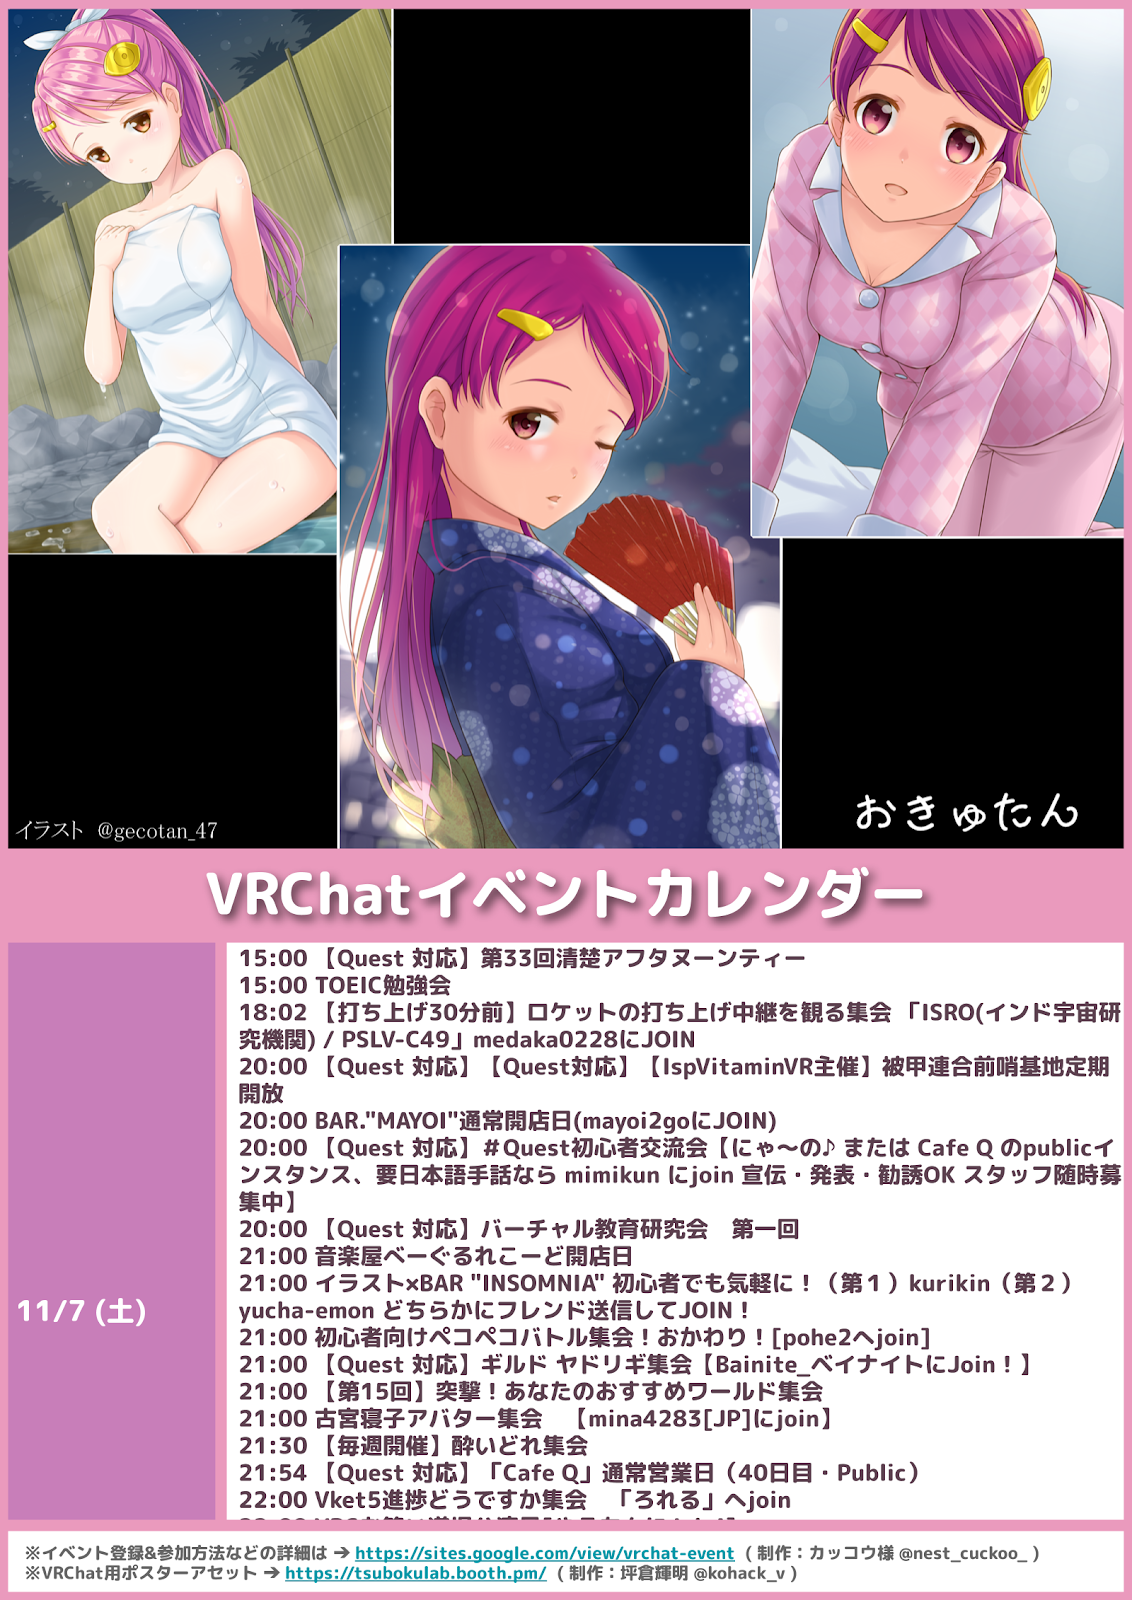 イラスト @gecotan_47
おきゅたん
VRChatイベントカレンダー
11/7 (土)
15:00 【Quest 対応】第33回清楚アフタヌーンティー
15:00 TOEIC勉強会
18:02 【打ち上げ30分前】ロケットの打ち上げ中継を観る集会 「ISRO(インド宇宙研
究機関) / PSLV-C49」medaka0228にJOIN
20:00 【Quest 対応】【Quest対応】【IspVitaminVR主催】被甲連合前哨基地定期
開放
20:00 BAR."MAYOI"通常開店日(mayoi2goにJOIN)
20:00 【Quest 対応】＃Quest初心者交流会【にゃ～の♪ または Cafe Q のpublicイ
ンスタンス、要日本語手話なら mimikun にjoin 宣伝・発表・勧誘OK スタッフ随時募
集中】
20:00 【Quest 対応】バーチャル教育研究会　第一回
21:00 音楽屋べーぐるれこーど開店日
21:00 イラスト×BAR "INSOMNIA" 初心者でも気軽に！（第１）kurikin（第２）
yucha-emon どちらかにフレンド送信してJOIN！
21:00 初心者向けペコペコバトル集会！おかわり！[pohe2へjoin]
21:00 【Quest 対応】ギルド ヤドリギ集会【Bainite_ベイナイトにJoin！】
21:00 【第15回】突撃！あなたのおすすめワールド集会
21:00 古宮寝子アバター集会　【mina4283[JP]にjoin】
21:30 【毎週開催】酔いどれ集会
21:54 【Quest 対応】「Cafe Q」通常営業日（40日目・Public）
22:00 Vket5進捗どうですか集会　「ろれる」へjoin
※イベント登録&参加方法などの詳細は ➔ https://sites.google.com/view/vrchat-event ( 制作：カッコウ様 @nest_cuckoo_ )
※VRChat用ポスターアセット ➔ https://tsubokulab.booth.pm/ ( 制作：坪倉輝明 @kohack_v )